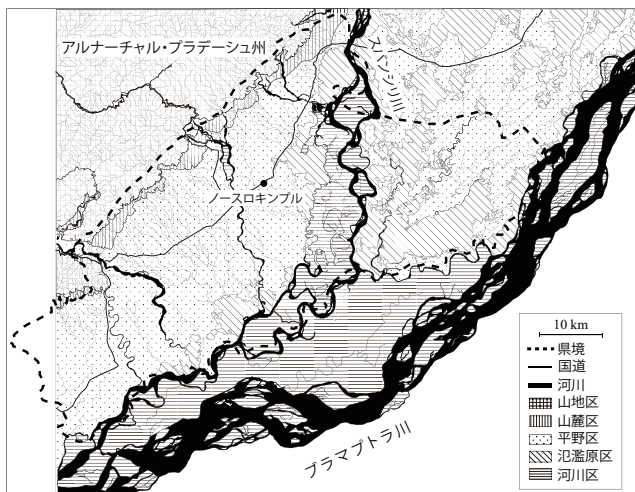 アルナーチャル・プラデーシュ州
スバンシリ川
ノースロキンプル
ブラマプトラ川
10 km
県境
国道
河川
山地区
山麓区
平野区
氾濫原区
河川区